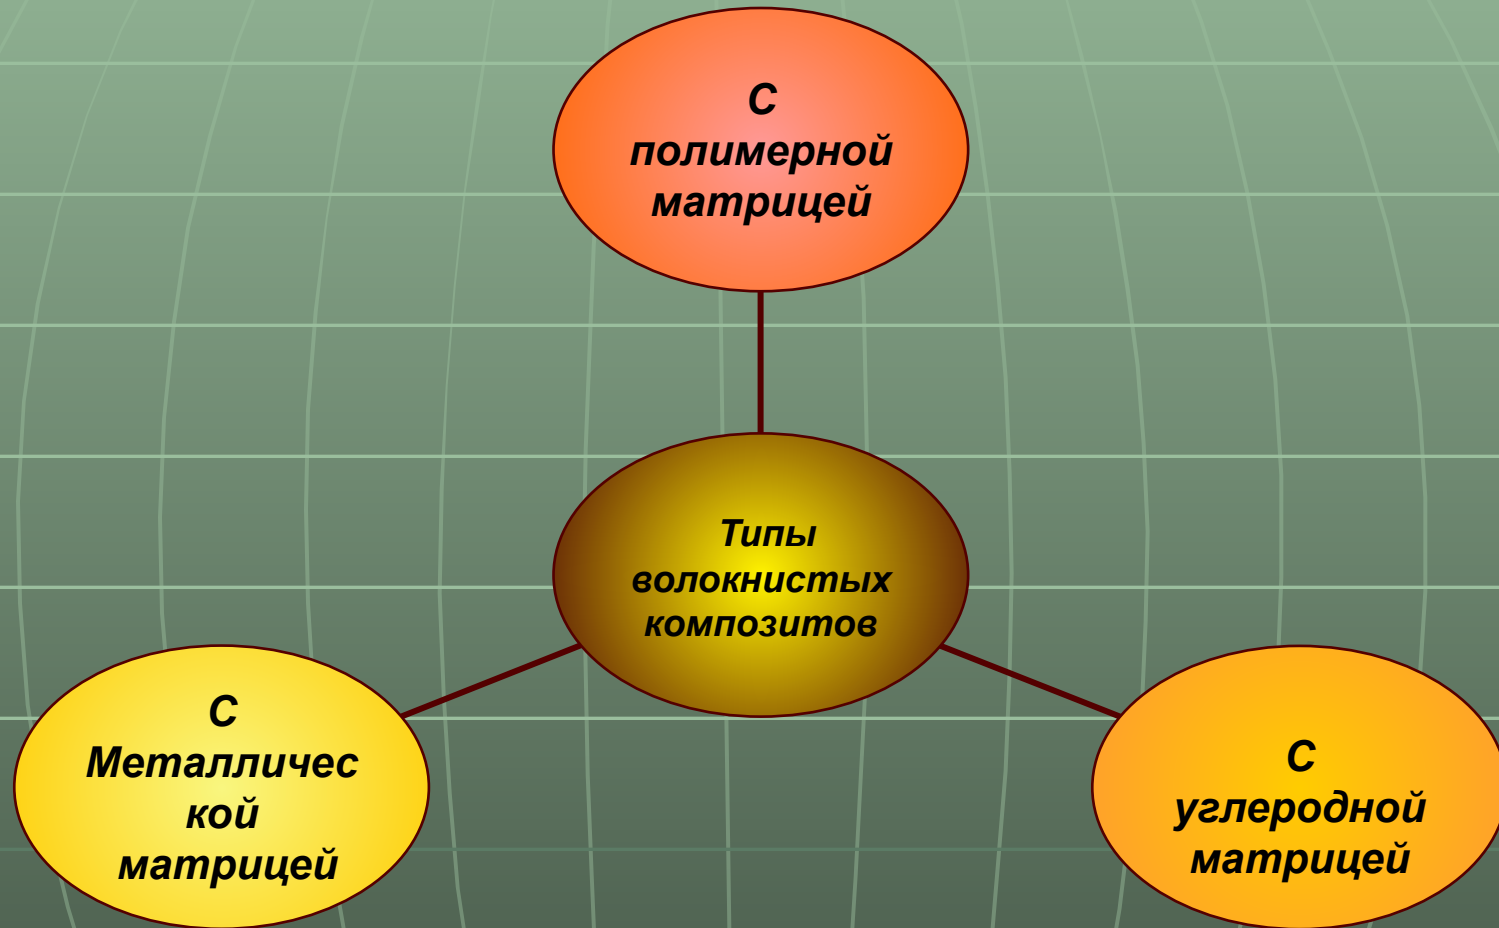 С
полимерной
матрицей
Типы
волокнистых
композитов
С
Металличес
кой
матрицей
С
углеродной
матрицей